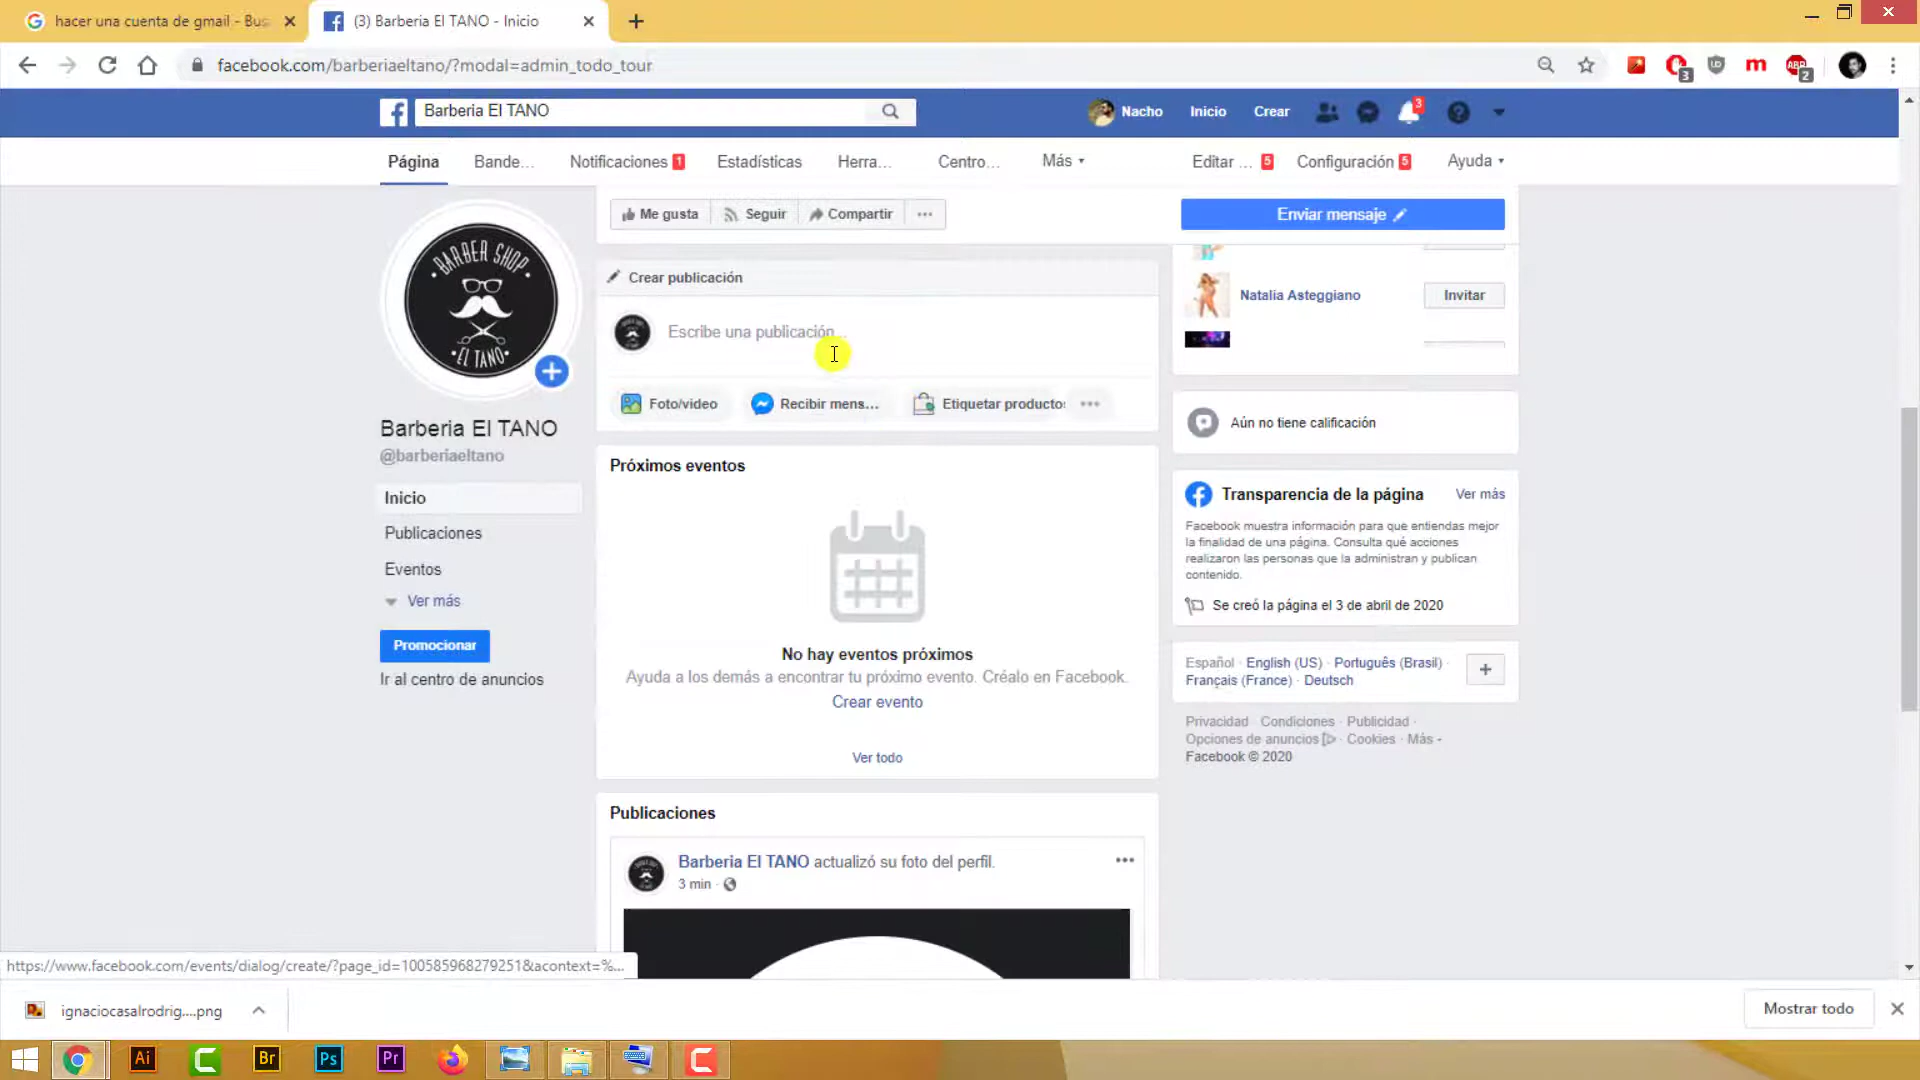 hacer una cuenta de gmail - Bus
(3) Barberia El TANO - Inicio
facebook.com/barberiaeltano/?modal=admin_todo_tour
3
2
Barberia El TANO
Nacho
Inicio
Crear
3
Página
Bande...
Notificaciones 1
Estadísticas
Herra...
Centro...
Más
Editar ... 5
Configuración 5
Ayuda
Me gusta
Seguir
Compartir
Enviar mensaje
BARBER SHOP
EL TANO
Barberia El TANO
@barberiaeltano
Inicio
Publicaciones
Eventos
Ver más
Promocionar
Ir al centro de anuncios
Crear publicación
Escribe una publicación...
Foto/video
Recibir mens...
Etiquetar productos
Próximos eventos
No hay eventos próximos
Ayuda a los demás a encontrar tu próximo evento. Créalo en Facebook.
Crear evento
Ver todo
Publicaciones
Barberia El TANO actualizó su foto del perfil.
3 min ·
Natalia Asteggiano
Invitar
Aún no tiene calificación
Transparencia de la página
Ver más
Facebook muestra información para que entiendas mejor
la finalidad de una página. Consulta qué acciones
realizaron las personas que la administran y publican
contenido.
Se creó la página el 3 de abril de 2020
Español · English (US) · Português (Brasil) ·
Français (France) · Deutsch
Privacidad · Condiciones · Publicidad ·
Opciones de anuncios · Cookies · Más
Facebook © 2020
https://www.facebook.com/events/dialog/create/?page_id=100585968279251&acontext=%...
ignaciocasalrodrig....png
Mostrar todo
Ai
Br
Ps
Pr